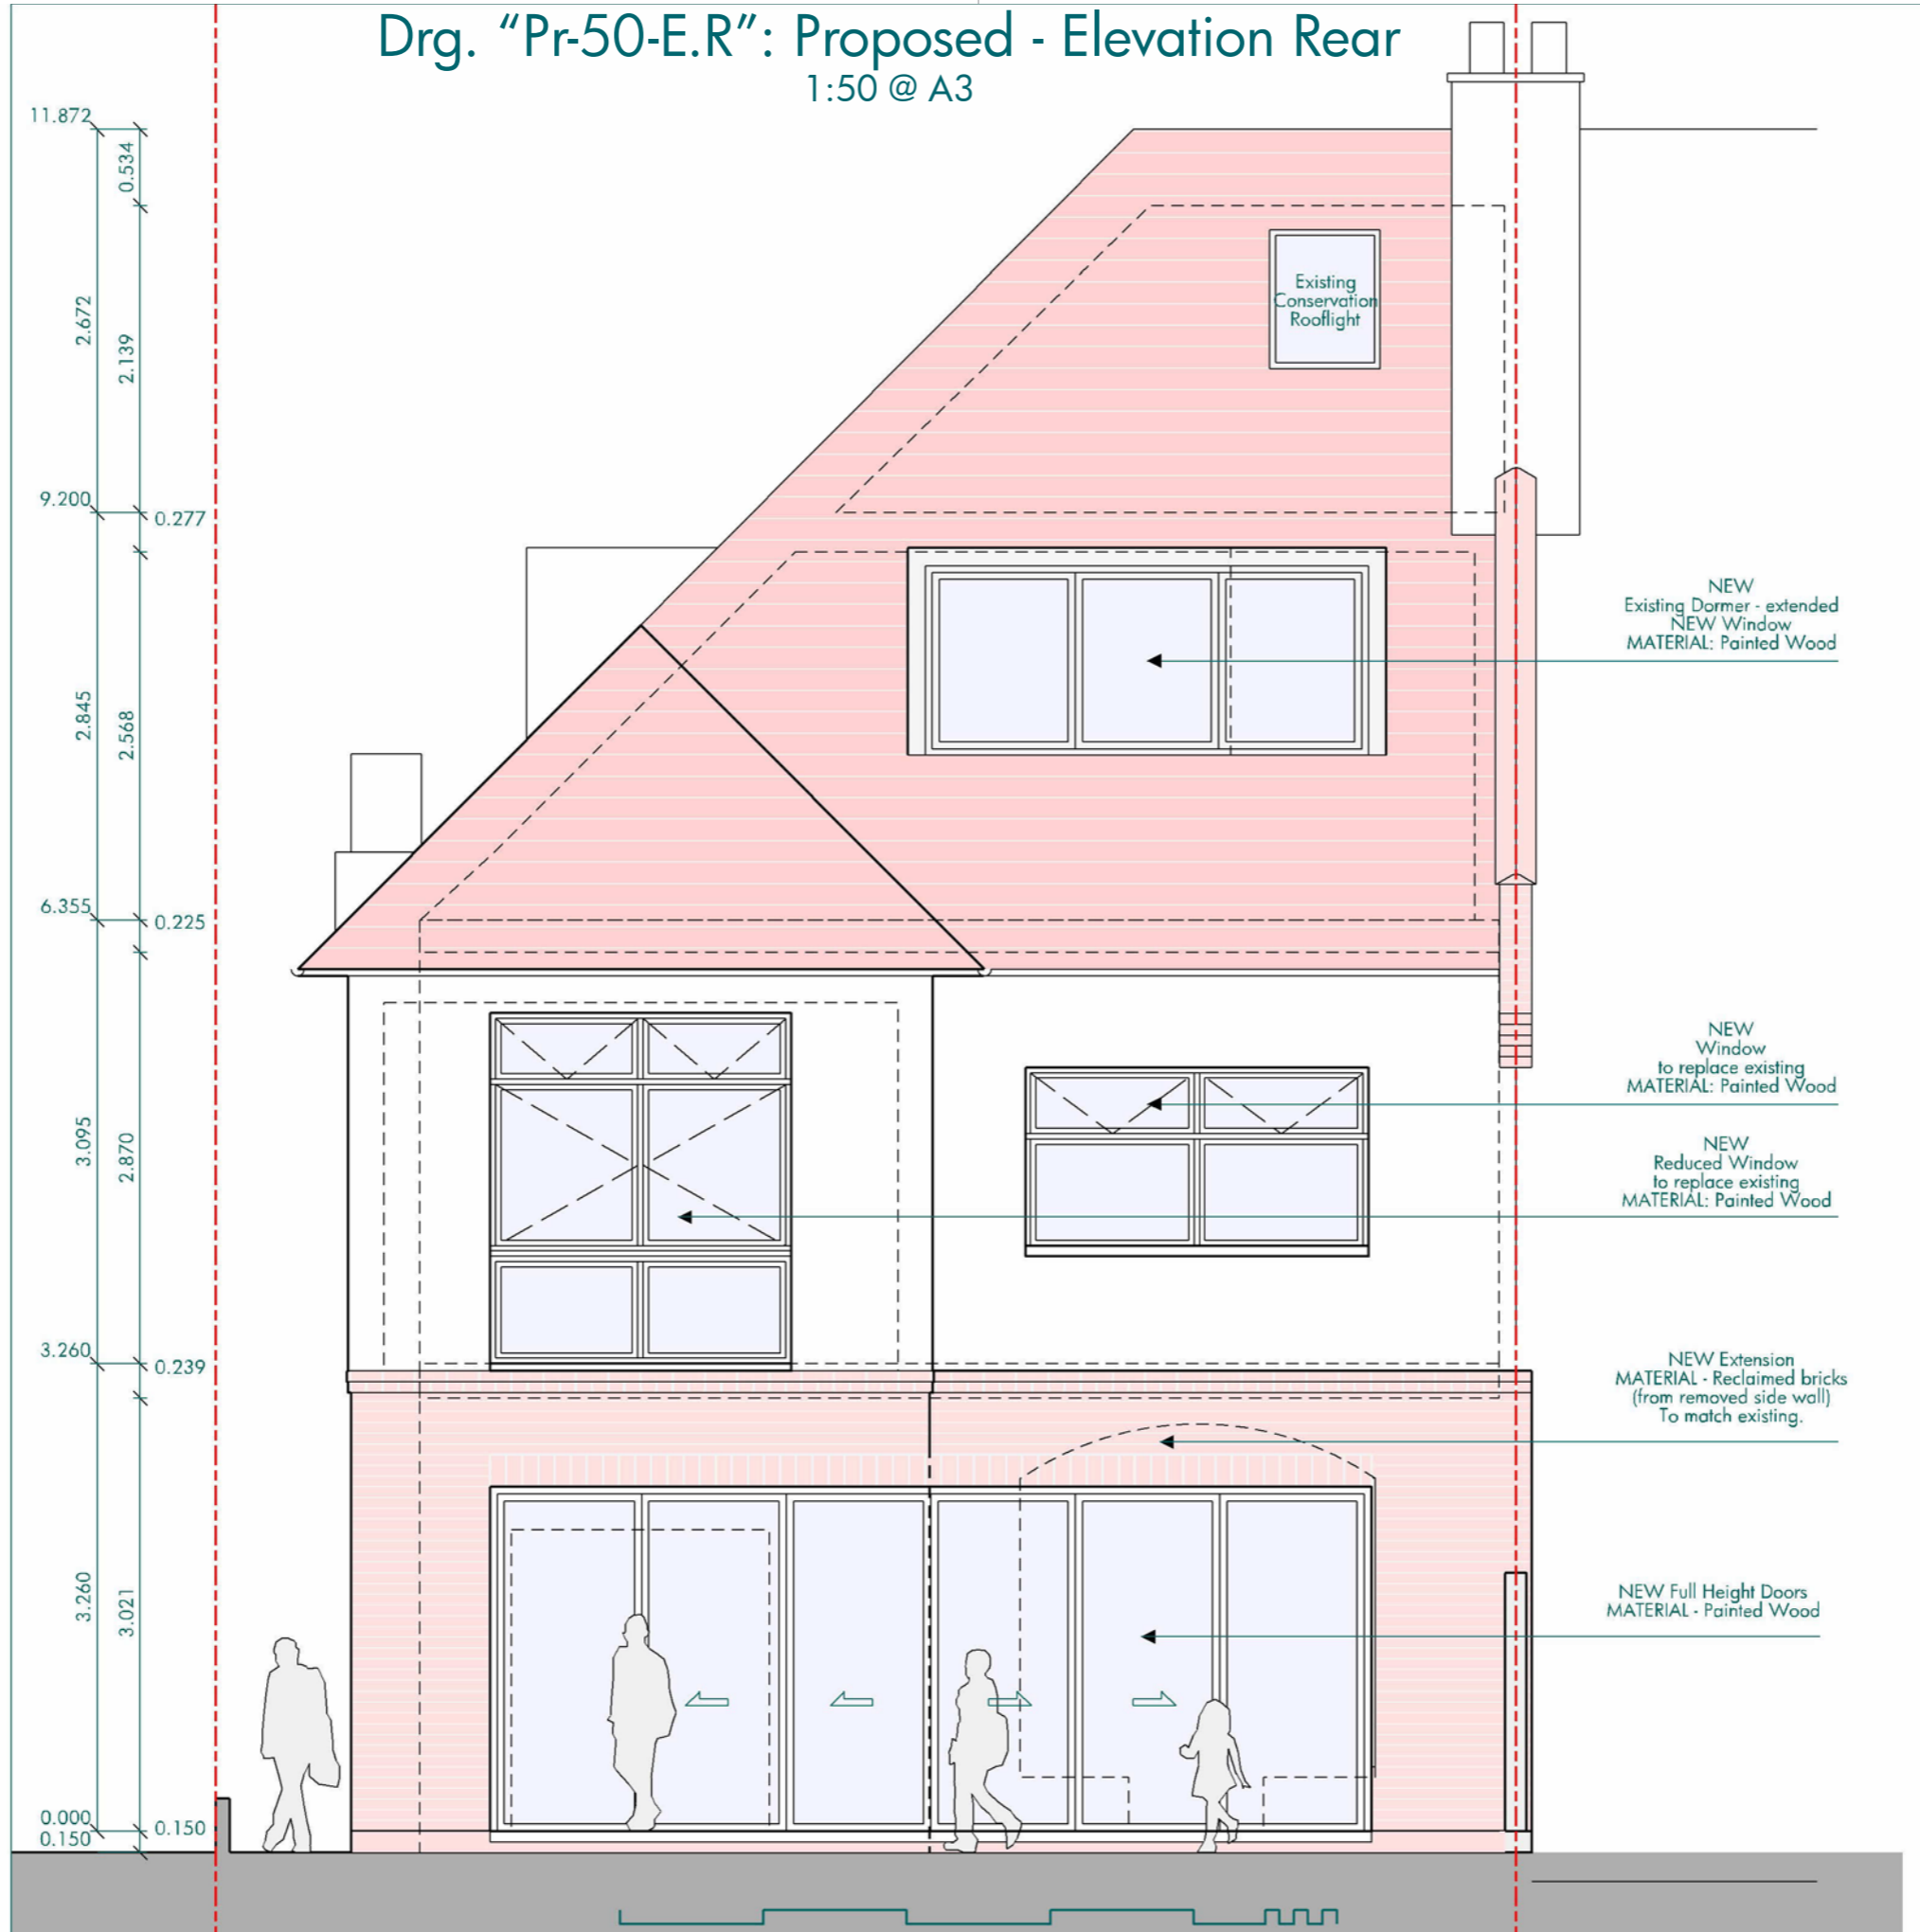 Drg. “Pr-50-E.R”: Proposed - Elevation Rear
1:50 @ A3
11.872
0.534
2.672
2.139
9.200
0.277
2.845
2.568
6.355
0.225
3.095
2.870
3.260
0.239
3.260
3.021
0.000
0.150
0.150
Existing
Conservation
Rooflight
NEW
Existing Dormer - extended
NEW Window
MATERIAL: Painted Wood
NEW
Window
to replace existing
MATERIAL: Painted Wood
NEW
Reduced Window
to replace existing
MATERIAL: Painted Wood
NEW Extension
MATERIAL - Reclaimed bricks
(from removed side wall)
To match existing.
NEW Full Height Doors
MATERIAL - Painted Wood